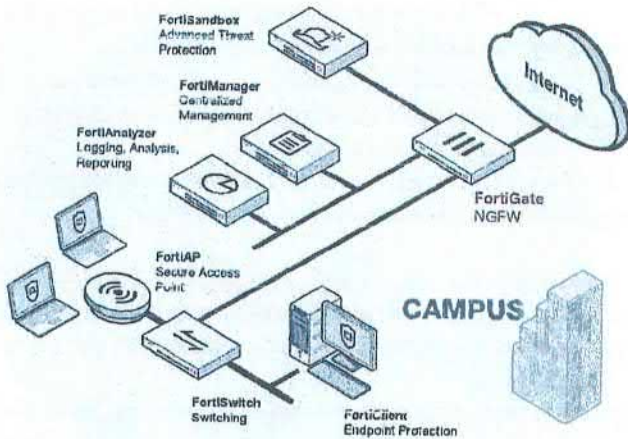 FortiSandbox
Advanced Threat
Protection
FortiManager
Centralized
Management
FortiAnalyzer
Logging, Analysis,
Reporting
Internet
FortiGate
NGFW
FortiAP
Secure Access
Point
CAMPUS
FortiSwitch
Switching
FortiClient
Endpoint Protection